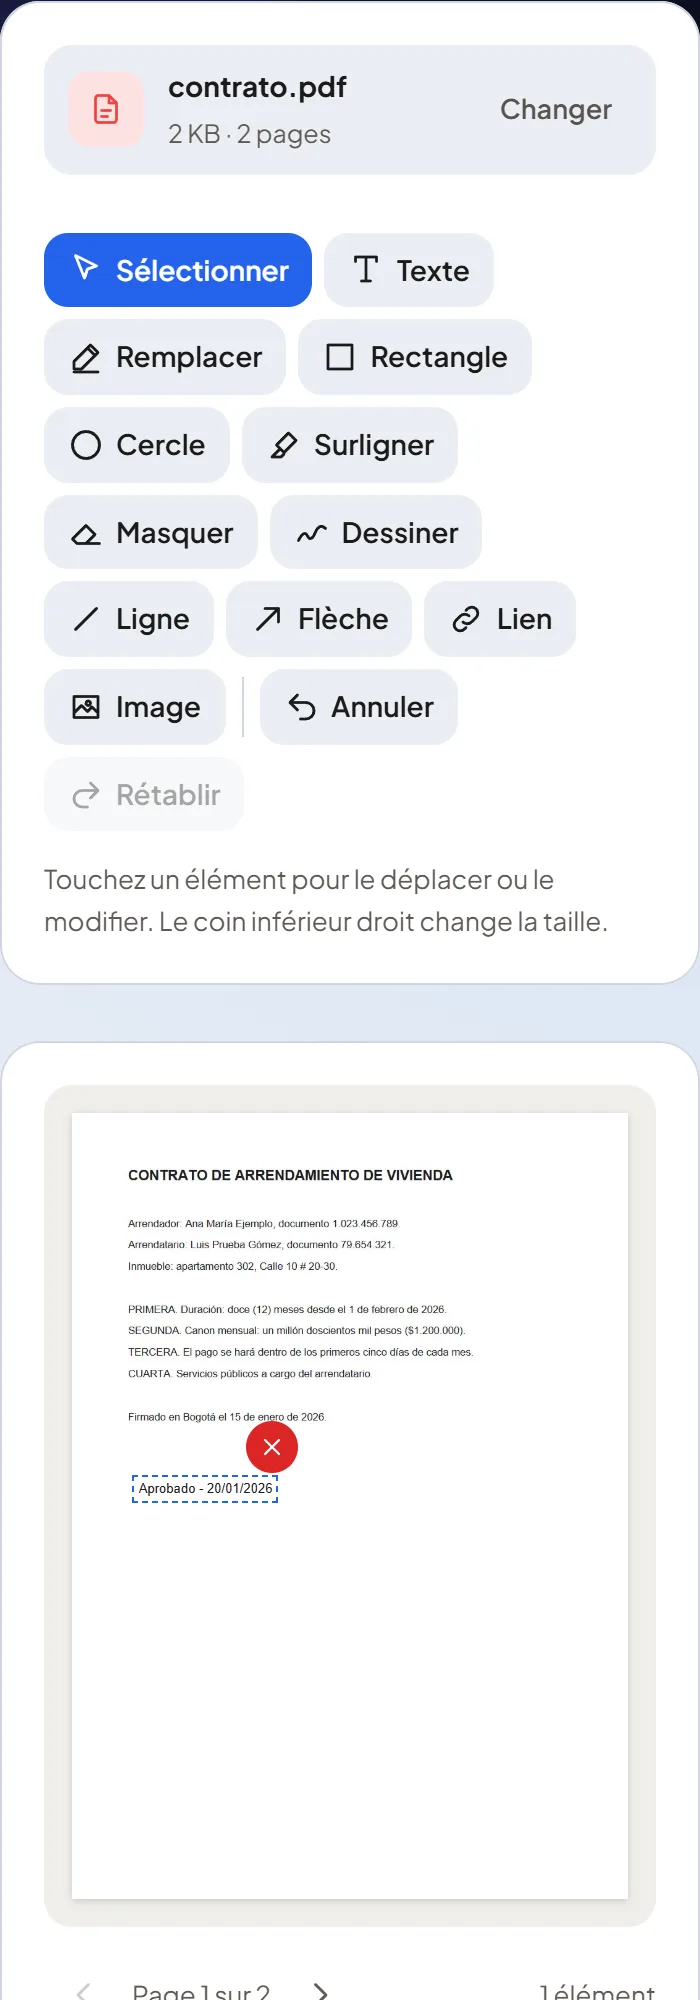 contrato.pdf
2 KB · 2 pages
Changer
Sélectionner
Texte
Remplacer
Rectangle
Cercle
Surligner
Masquer
Dessiner
Ligne
Flèche
Lien
Image
Annuler
Rétablir
Touchez un élément pour le déplacer ou le
modifier. Le coin inférieur droit change la taille.
CONTRATO DE ARRENDAMIENTO DE VIVIENDA
Arrendador: Ana María Ejemplo, documento 1.023.456.789.
Arrendatario: Luis Prueba Gómez, documento 79.654.321.
Inmueble: apartamento 302, Calle 10 # 20-30.
PRIMERA. Duración: doce (12) meses desde el 1 de febrero de 2026.
SEGUNDA. Canon mensual: un millón doscientos mil pesos ($1.200.000).
TERCERA. El pago se hará dentro de los primeros cinco días de cada mes.
CUARTA. Servicios públicos a cargo del arrendatario.
Firmado en Bogotá el 15 de enero de 2026.
Aprobado - 20/01/2026
Page 1 sur 2
1 élément